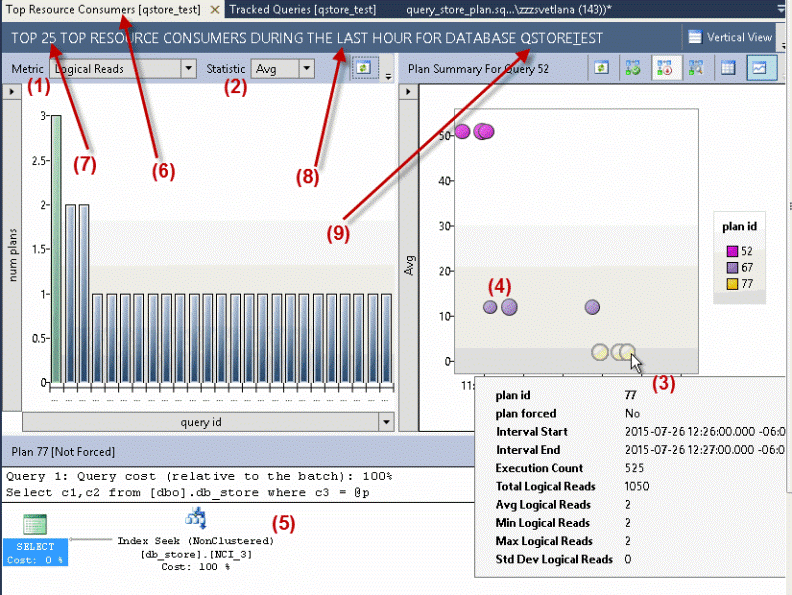 Top Resource Consumers [qstore_test] Tracked Queries [qstore_test] query_store_plan.sq...\zzzsvetlana (143))*
TOP 25 TOP RESOURCE CONSUMERS DURING THE LAST HOUR FOR DATABASE QSTORETEST Vertical View
Metric Logical Reads Statistic Avg Plan Summary For Query 52
(1) (2)
(7) (6) (8) (9)
3
2.5
2
1.5
1
0.5
0
num plans
... ... ... ... ... ... ... ... ... ... ... ... ...
query id
50
40
30
20
10
0
Avg
11:
(4)
(3)
plan id
52
67
77
plan id 77
plan forced No
Interval Start 2015-07-26 12:26:00.000 -06:0
Interval End 2015-07-26 12:27:00.000 -06:0
Execution Count 525
Total Logical Reads 1050
Avg Logical Reads 2
Min Logical Reads 2
Max Logical Reads 2
Std Dev Logical Reads 0
Plan 77 [Not Forced]
Query 1: Query cost (relative to the batch): 100%
Select c1,c2 from [dbo].db_store where c3 = @p
(5)
SELECT
Cost: 0 %
Index Seek (NonClustered)
[db_store].[NCI_3]
Cost: 100 %